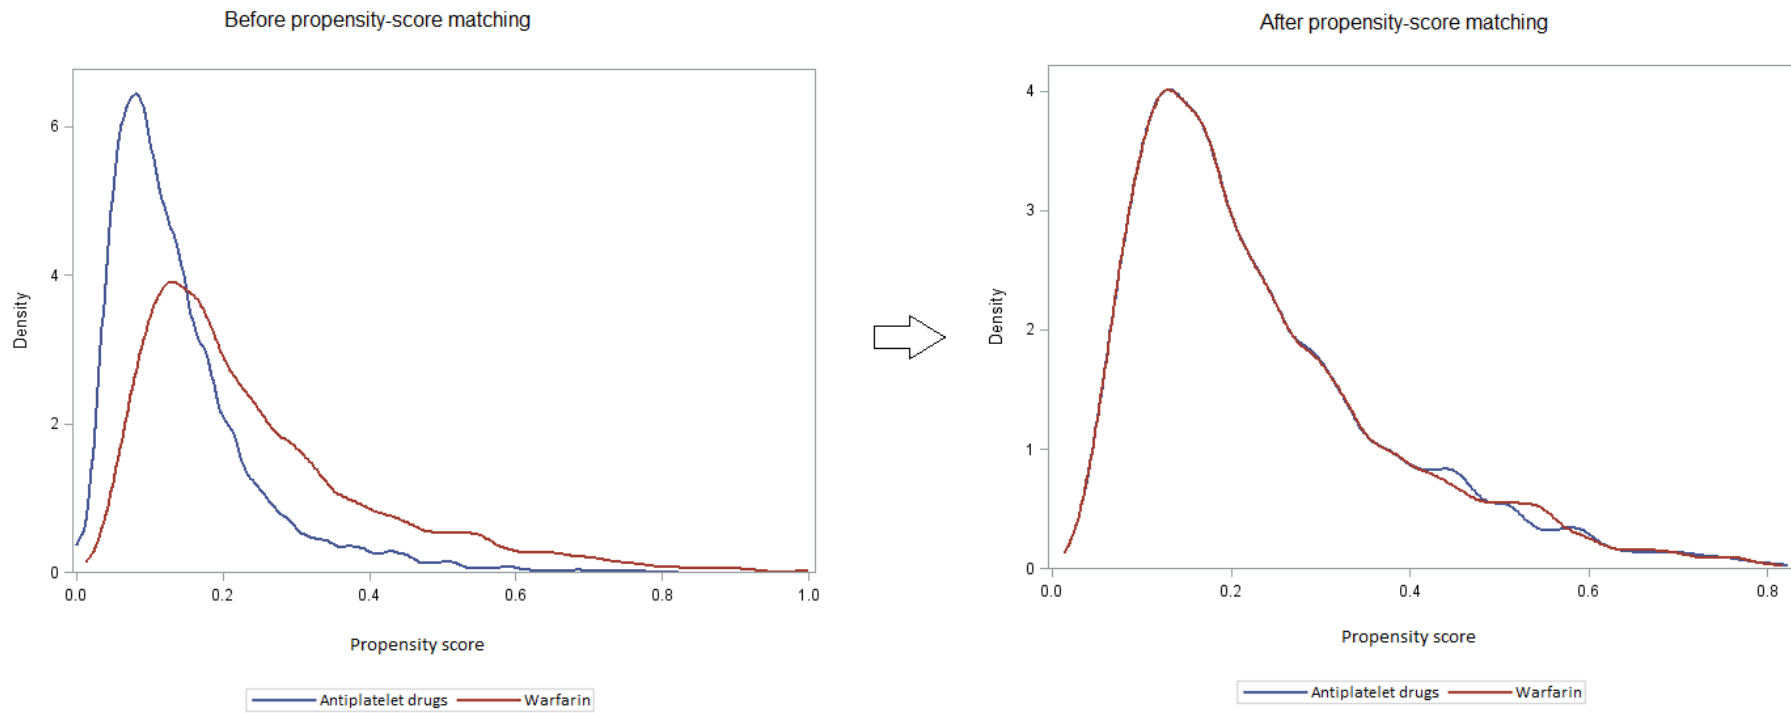 Before propensity-score matching
6
4
2
0
Density
0.0 0.2 0.4 0.6 0.8 1.0
Propensity score
Antiplatelet drugs Warfarin
After propensity-score matching
4
3
2
1
0
Density
0.0 0.2 0.4 0.6 0.8
Propensity score
Antiplatelet drugs Warfarin